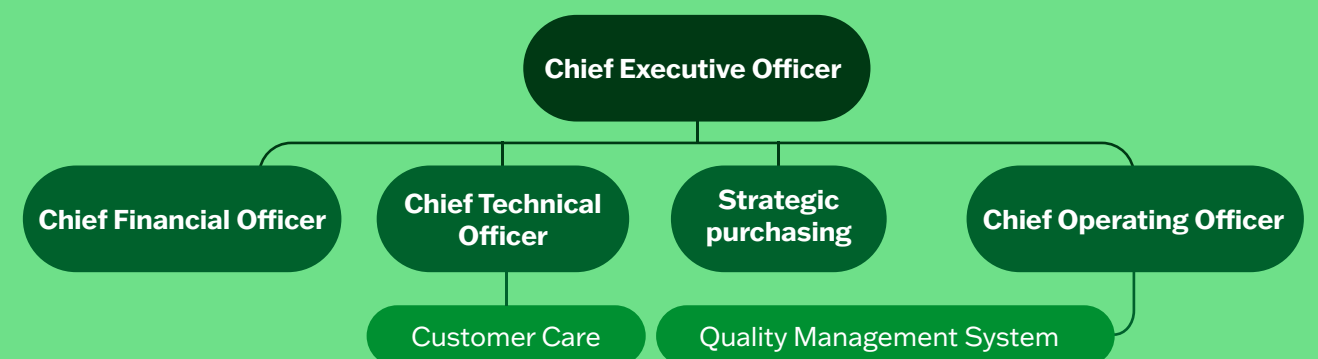 Chief Executive Officer
Chief Financial Officer
Chief Technical
Officer
Strategic
purchasing
Chief Operating Officer
Customer Care
Quality Management System